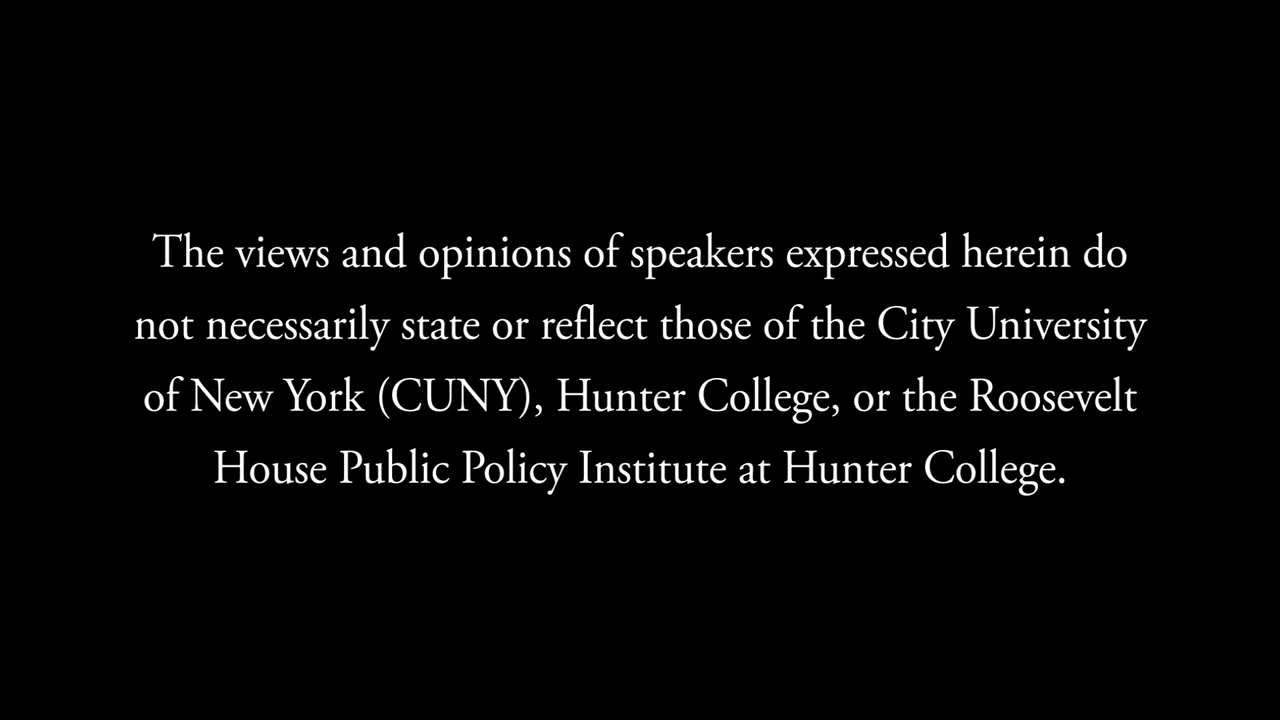 The views and opinions of speakers expressed herein do
not necessarily state or reflect those of the City University
of New York (CUNY), Hunter College, or the Roosevelt
House Public Policy Institute at Hunter College.